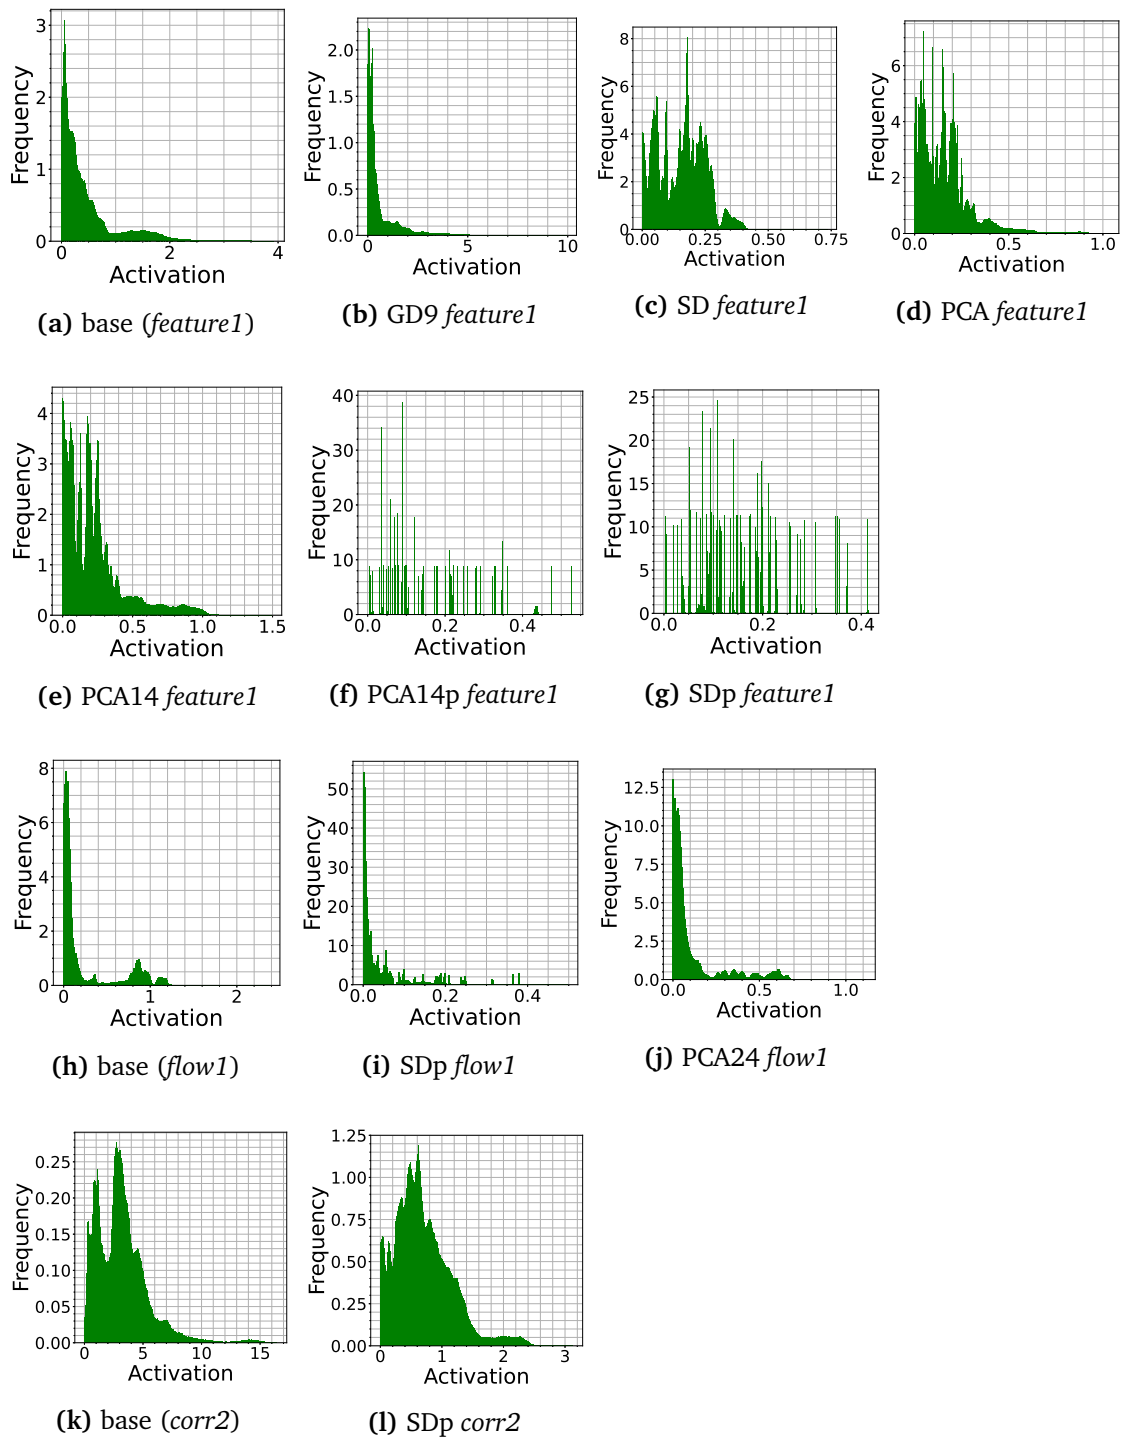 3
2
1
0
Frequency
0 2 4
Activation
(a) base (feature1)
2.0
1.5
1.0
0.5
0.0
Frequency
0 5 10
Activation
(b) GD9 feature1
8
6
4
2
0
Frequency
0.00 0.25 0.50 0.75
Activation
(c) SD feature1
6
4
2
0
Frequency
0.0 0.5 1.0
Activation
(d) PCA feature1
4
3
2
1
0
Frequency
0.0 0.5 1.0 1.5
Activation
(e) PCA14 feature1
40
30
20
10
0
Frequency
0.0 0.2 0.4
Activation
(f) PCA14p feature1
25
20
15
10
5
0
Frequency
0.0 0.2 0.4
Activation
(g) SDp feature1
8
6
4
2
0
Frequency
0 1 2
Activation
(h) base (flow1)
50
40
30
20
10
0
Frequency
0.0 0.2 0.4
Activation
(i) SDp flow1
12.5
10.0
7.5
5.0
2.5
0.0
Frequency
0.0 0.5 1.0
Activation
(j) PCA24 flow1
0.25
0.20
0.15
0.10
0.05
0.00
Frequency
0 5 10 15
Activation
(k) base (corr2)
1.25
1.00
0.75
0.50
0.25
0.00
Frequency
0 1 2 3
Activation
(l) SDp corr2